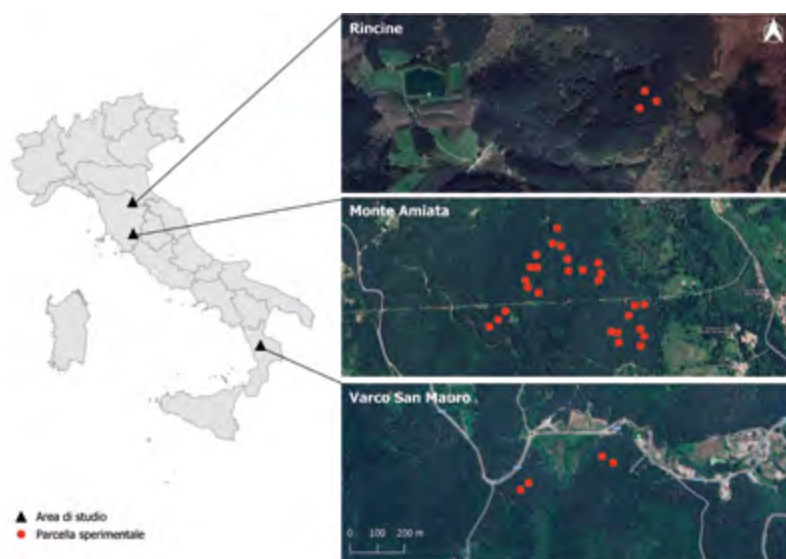 Rincine
Monte Amiata
Varco San Mauro
Area di studio
Parcella sperimentale
0 100 200 m